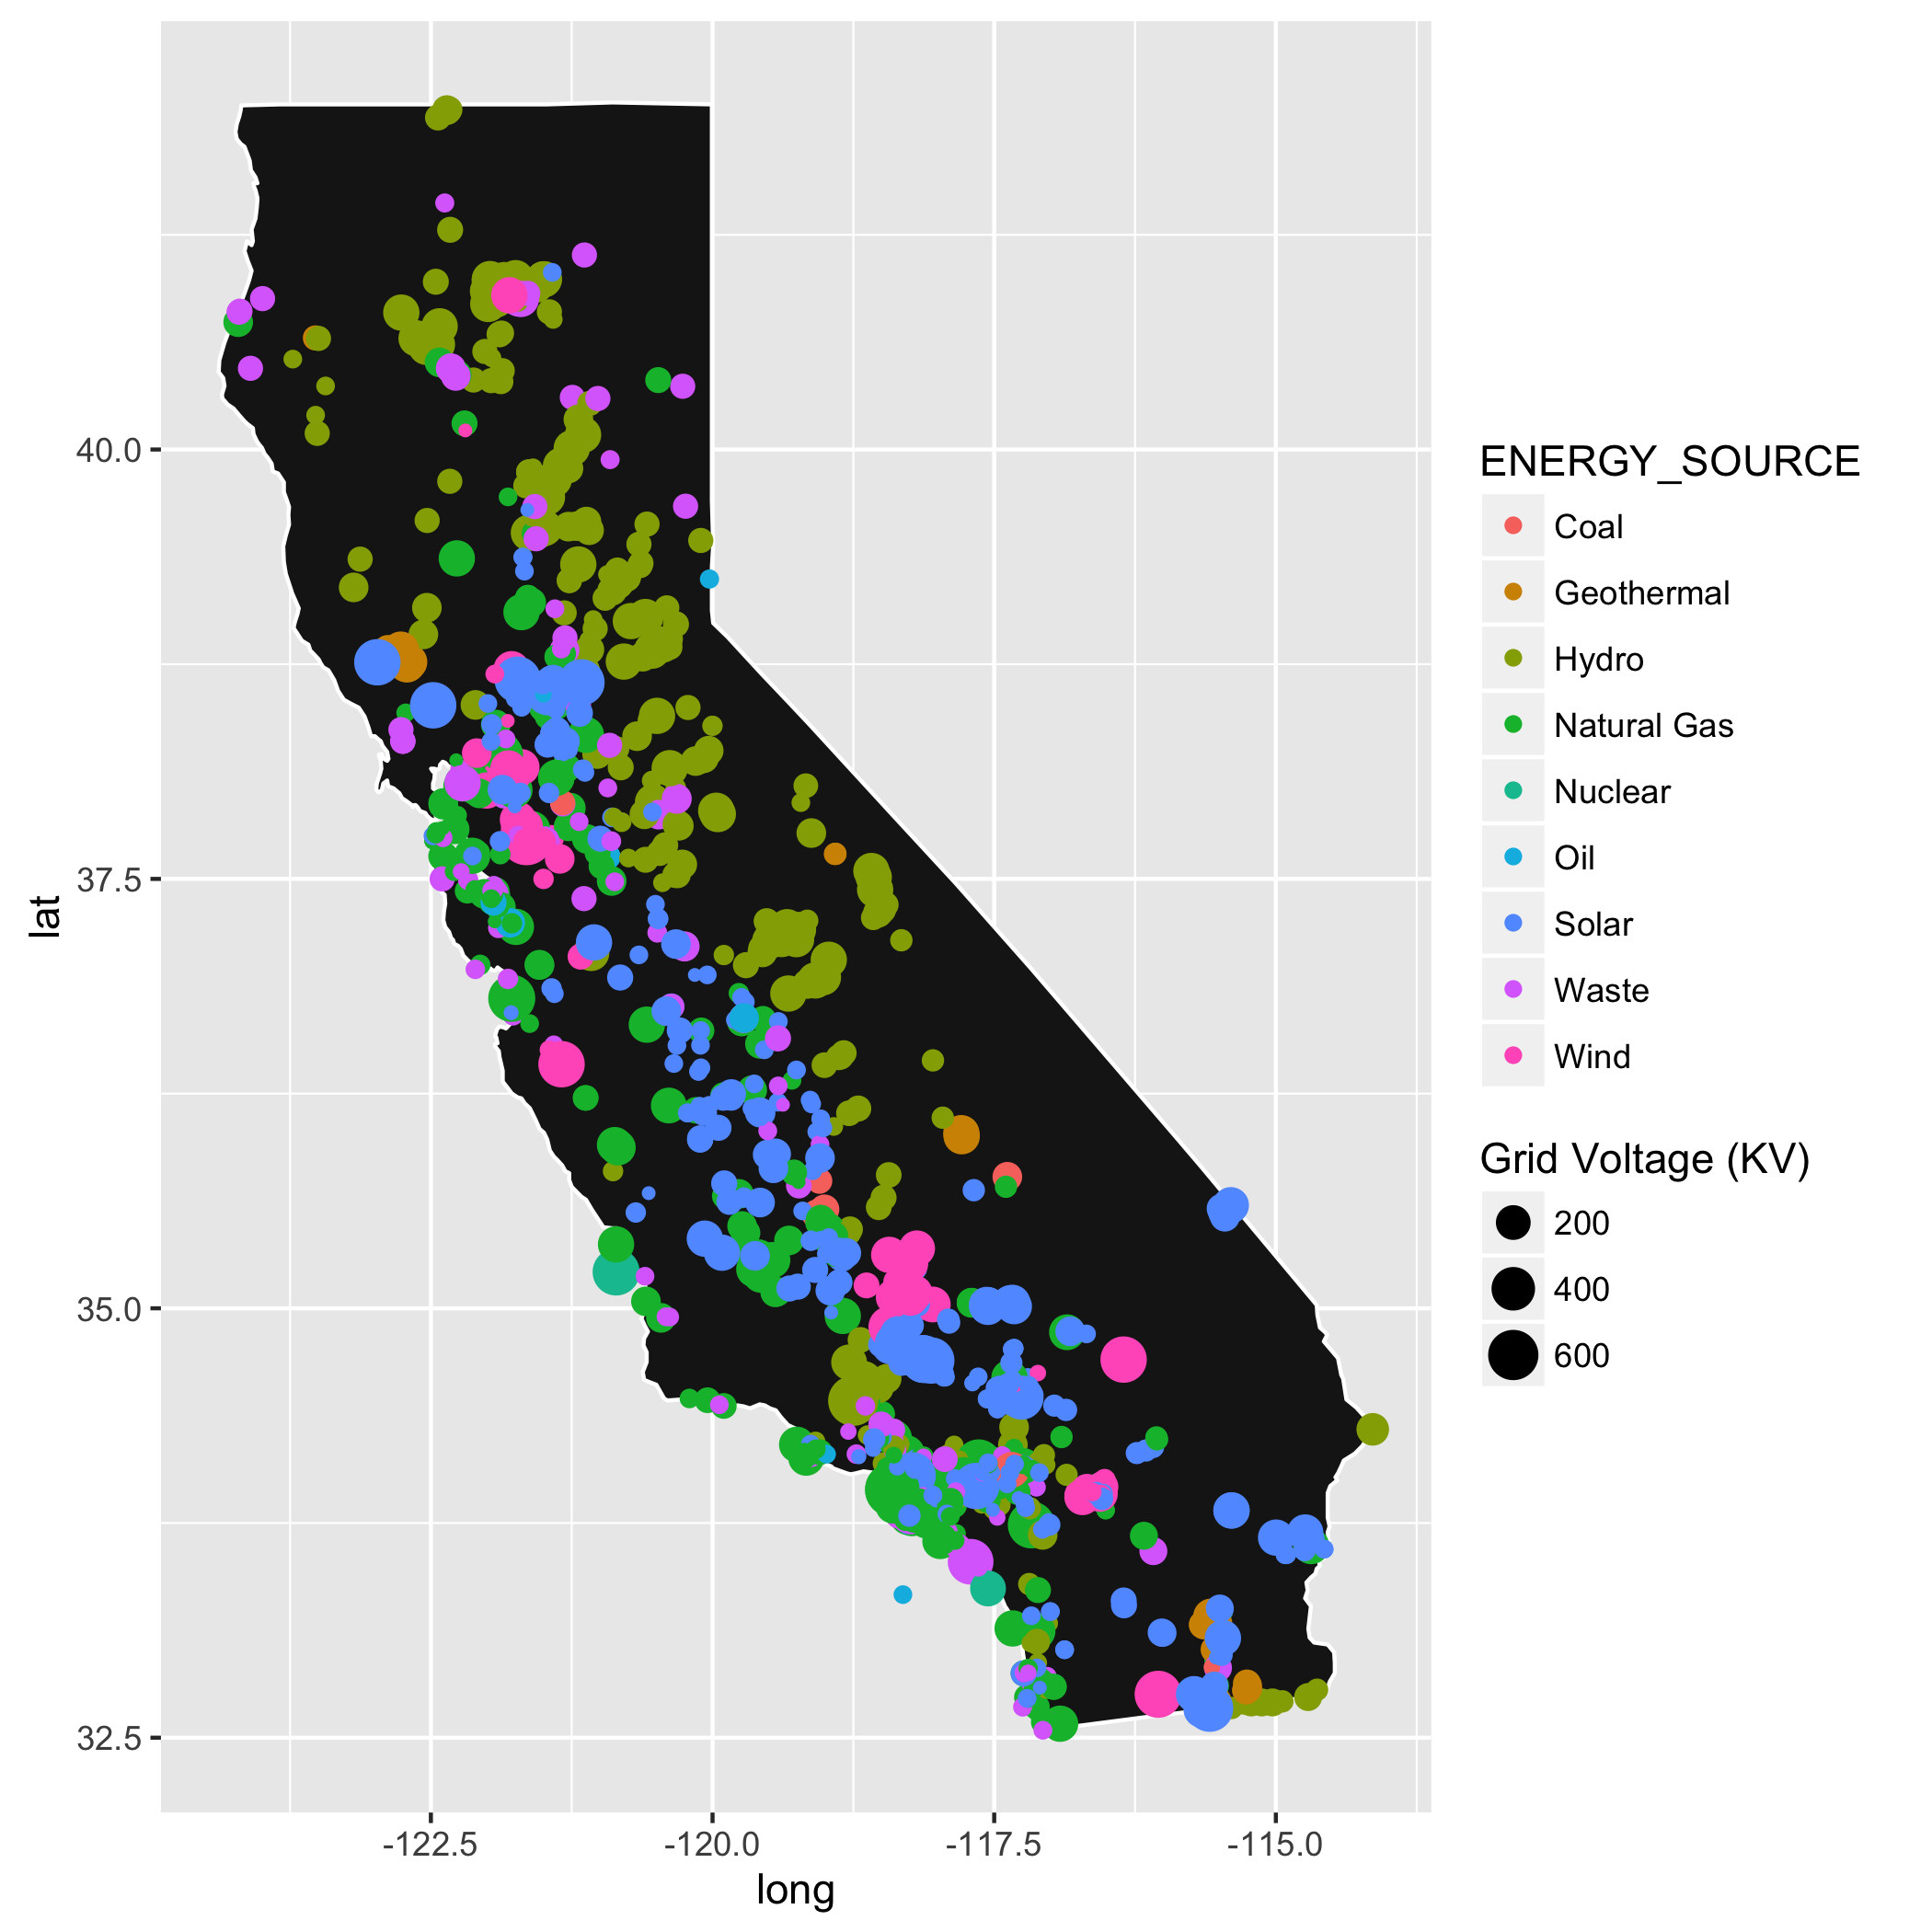 40.0
37.5
35.0
32.5
lat
-122.5
-120.0
-117.5
-115.0
long
ENERGY_SOURCE
Coal
Geothermal
Hydro
Natural Gas
Nuclear
Oil
Solar
Waste
Wind
Grid Voltage (KV)
200
400
600